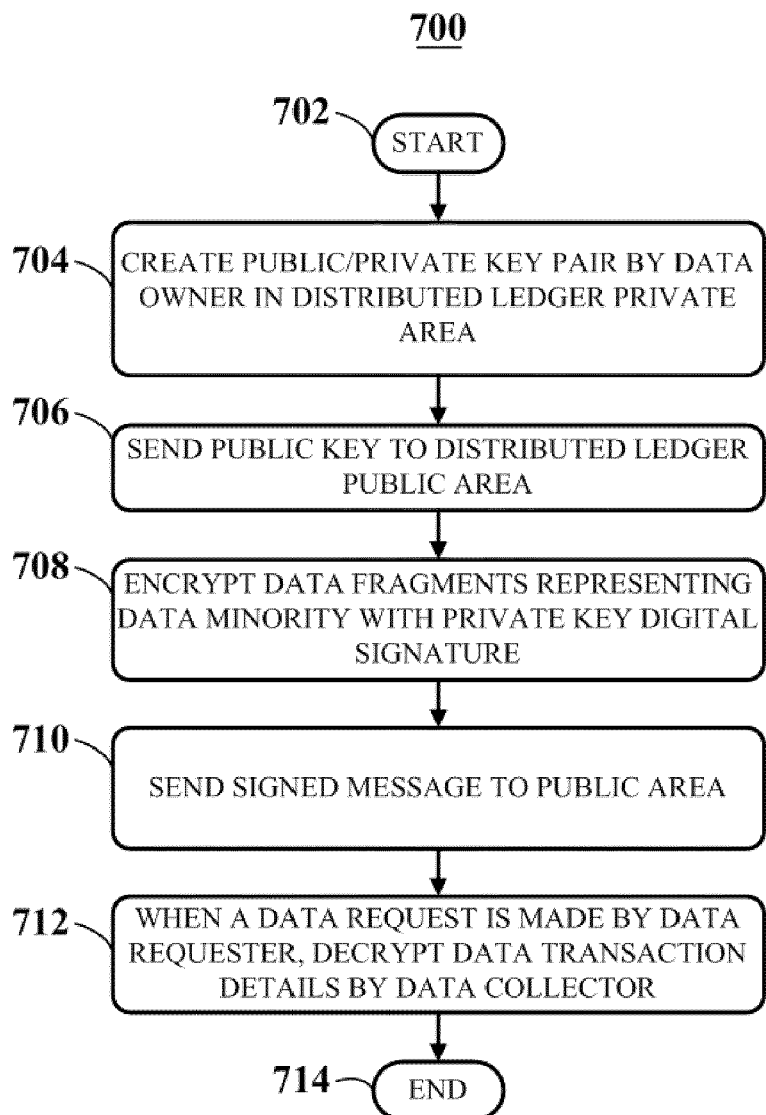 700
702
START
704
CREATE PUBLIC/PRIVATE KEY PAIR BY DATA
OWNER IN DISTRIBUTED LEDGER PRIVATE
AREA
706
SEND PUBLIC KEY TO DISTRIBUTED LEDGER
PUBLIC AREA
708
ENCRYPT DATA FRAGMENTS REPRESENTING
DATA MINORITY WITH PRIVATE KEY DIGITAL
SIGNATURE
710
SEND SIGNED MESSAGE TO PUBLIC AREA
712
WHEN A DATA REQUEST IS MADE BY DATA
REQUESTER, DECRYPT DATA TRANSACTION
DETAILS BY DATA COLLECTOR
714
END